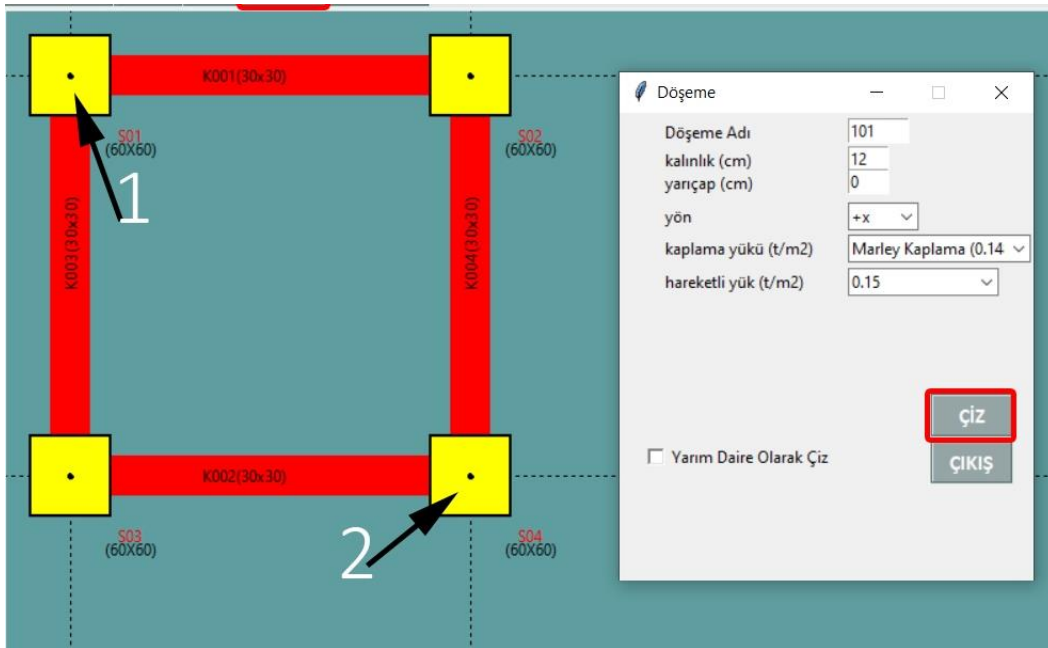 K001(30x30)
S01
(60X60)
S02
(60X60)
1
K003(30x30)
K004(30x30)
K002(30x30)
S03
(60X60)
2
S04
(60X60)
Döşeme
Döşeme Adı 101
kalınlık (cm) 12
yarıçap (cm) 0
yön +x
kaplama yükü (t/m2) Marley Kaplama (0.14
hareketli yük (t/m2) 0.15
ÇİZ
Yarım Daire Olarak Çiz
ÇIKIŞ